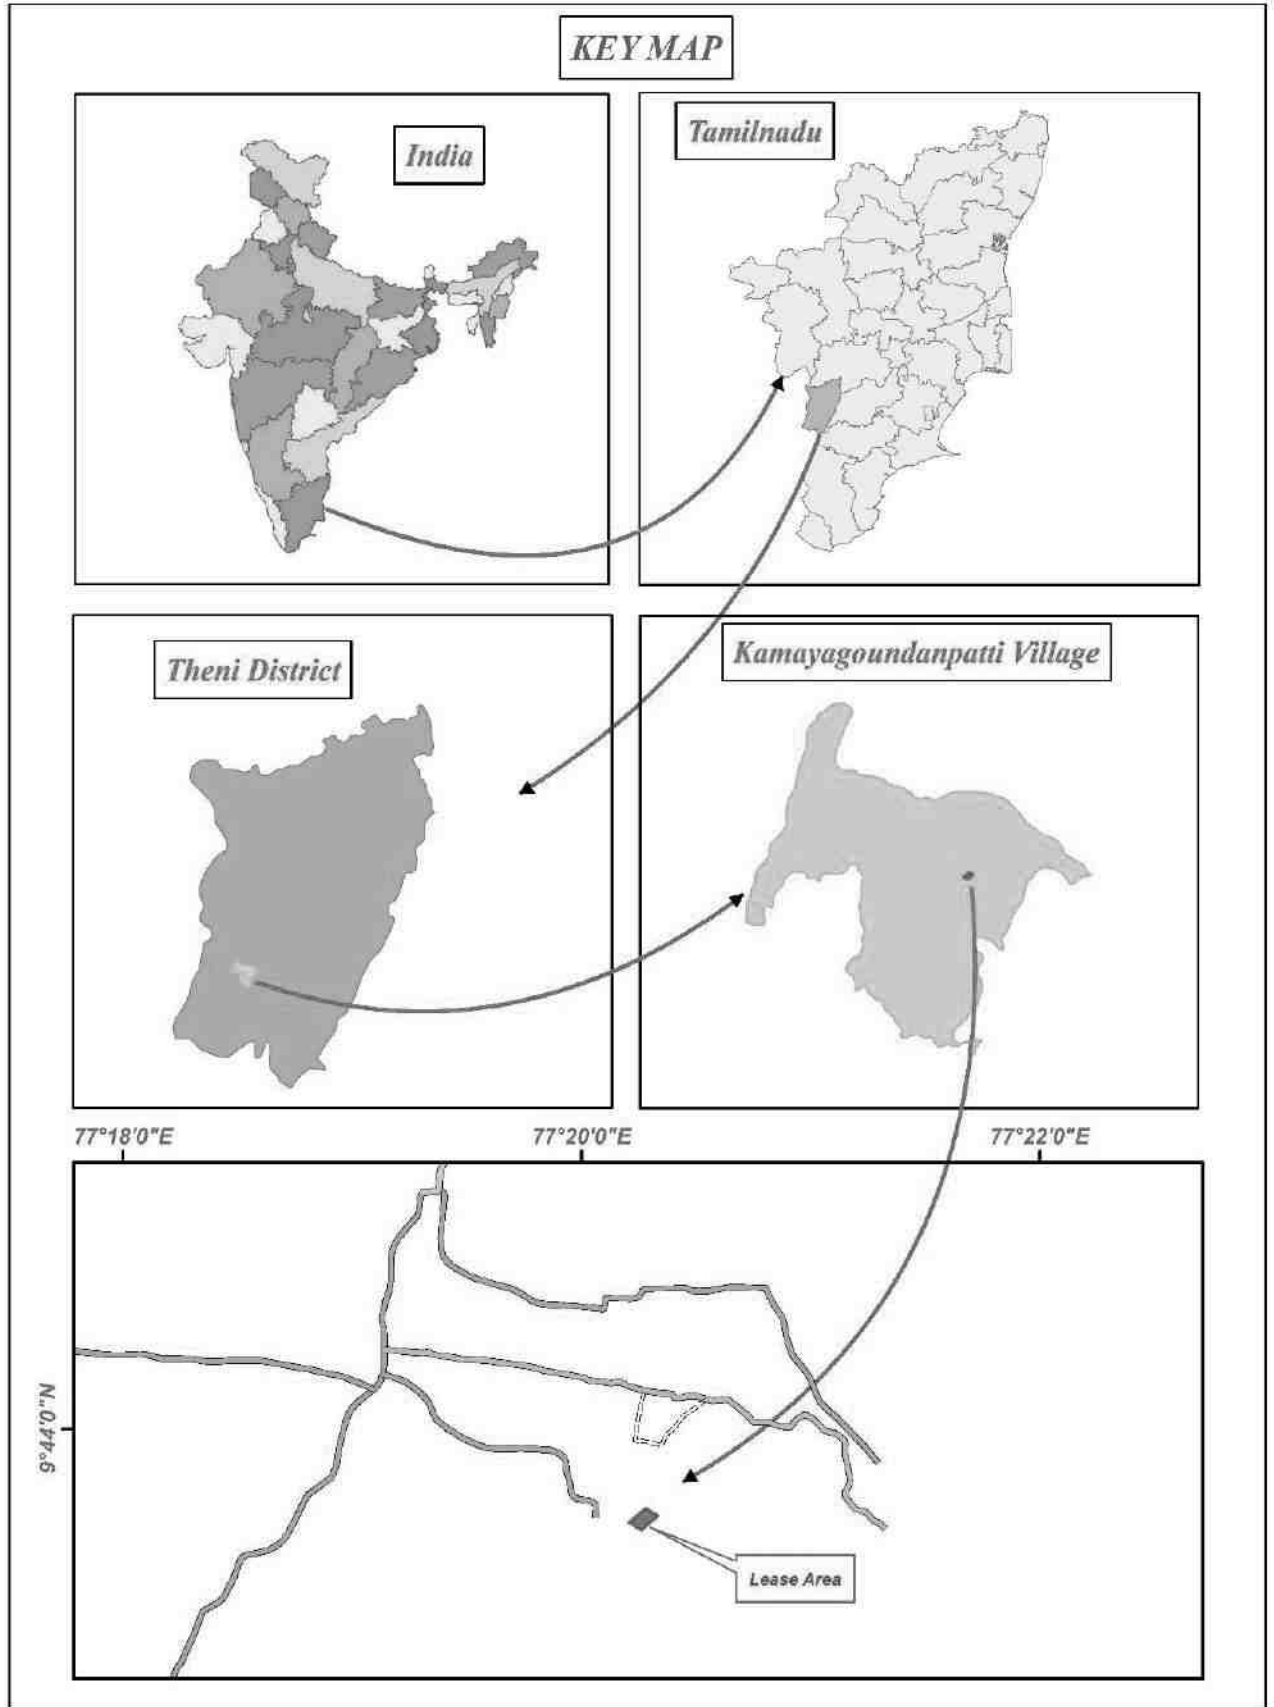 KEY MAP
India
Tamilnadu
Theni District
Kamayagoundanpatti Village
77°18'0"E
77°20'0"E
77°22'0"E
9°44'0"N
Lease Area